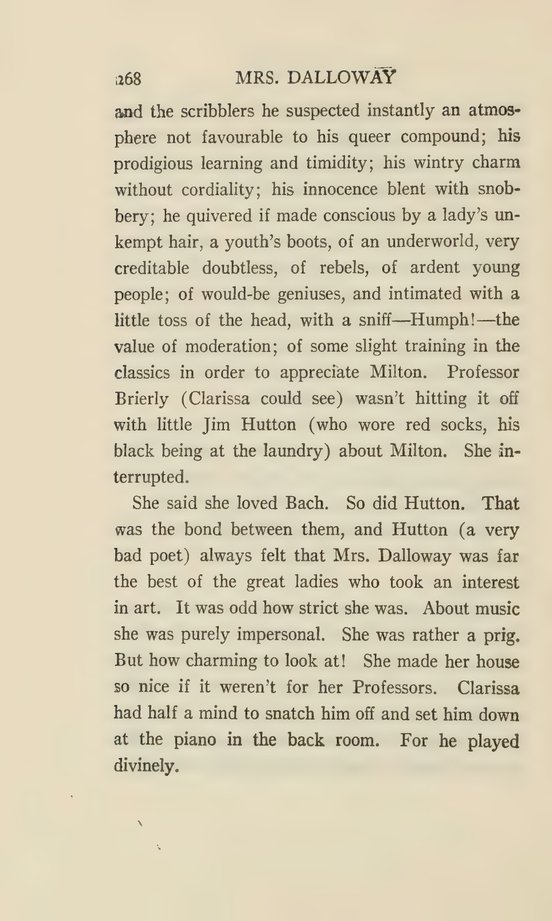 268 MRS. DALLOWAY
and the scribblers he suspected instantly an atmos-
phere not favourable to his queer compound; his
prodigious learning and timidity; his wintry charm
without cordiality; his innocence blent with snob-
bery; he quivered if made conscious by a lady's un-
kempt hair, a youth's boots, of an underworld, very
creditable doubtless, of rebels, of ardent young
people; of would-be geniuses, and intimated with a
little toss of the head, with a sniff—Humph!—the
value of moderation; of some slight training in the
classics in order to appreciate Milton. Professor
Brierly (Clarissa could see) wasn't hitting it off
with little Jim Hutton (who wore red socks, his
black being at the laundry) about Milton. She in-
terrupted.
She said she loved Bach. So did Hutton. That
was the bond between them, and Hutton (a very
bad poet) always felt that Mrs. Dalloway was far
the best of the great ladies who took an interest
in art. It was odd how strict she was. About music
she was purely impersonal. She was rather a prig.
But how charming to look at! She made her house
so nice if it weren't for her Professors. Clarissa
had half a mind to snatch him off and set him down
at the piano in the back room. For he played
divinely.